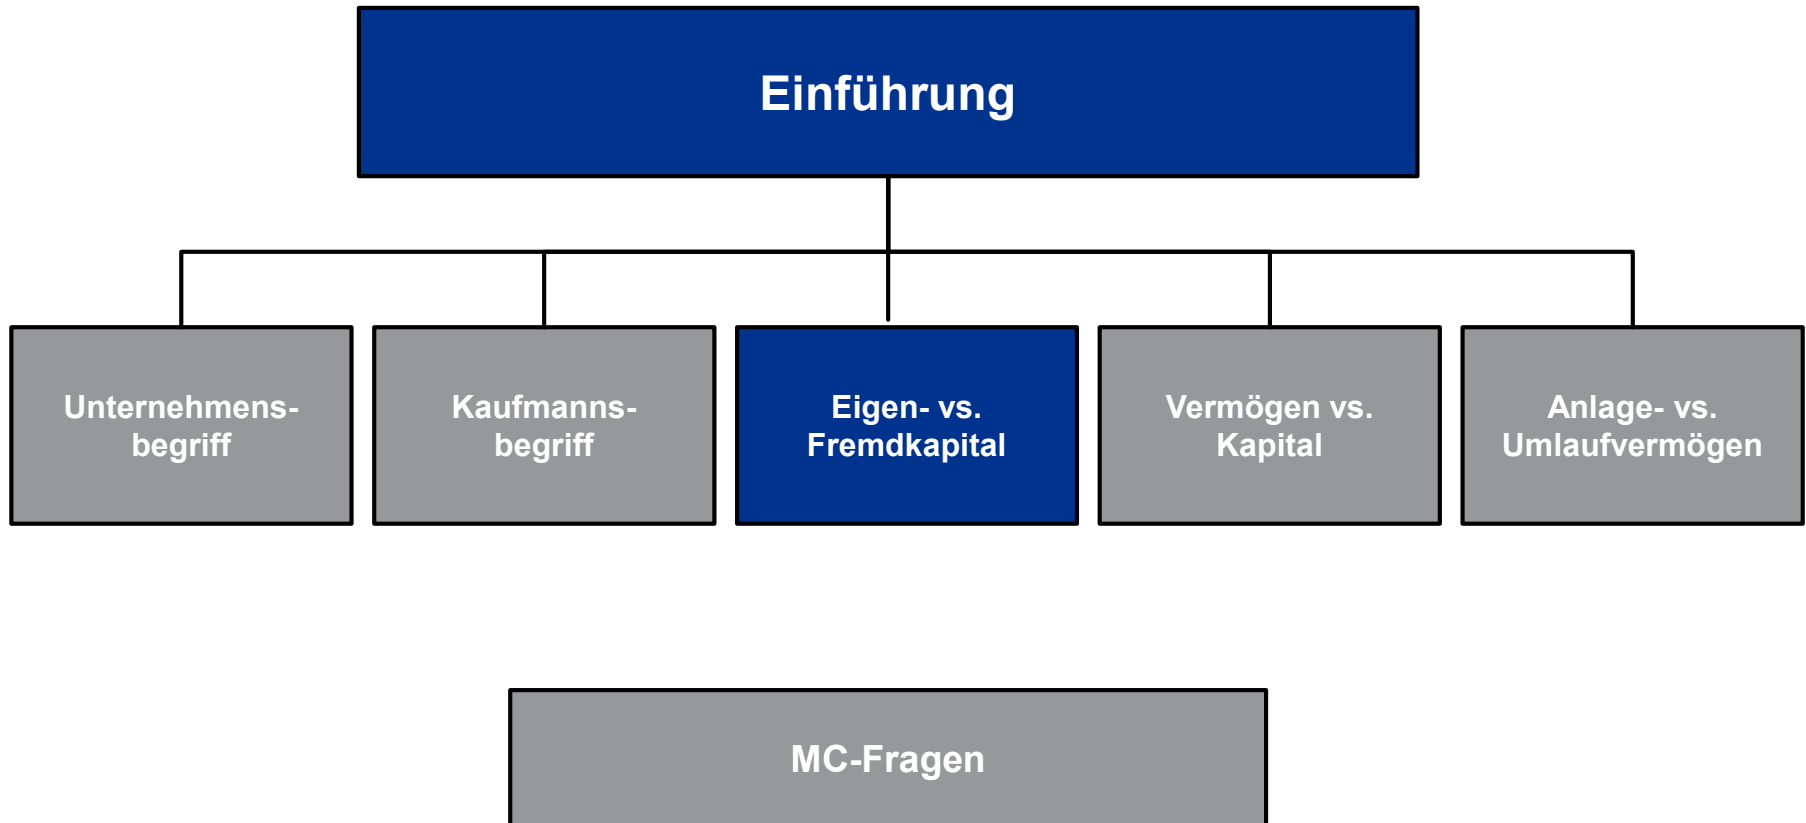 Einführung
Unternehmens-
begriff
Kaufmanns-
begriff
Eigen- vs.
Fremdkapital
Vermögen vs.
Kapital
Anlage- vs.
Umlaufvermögen
MC-Fragen